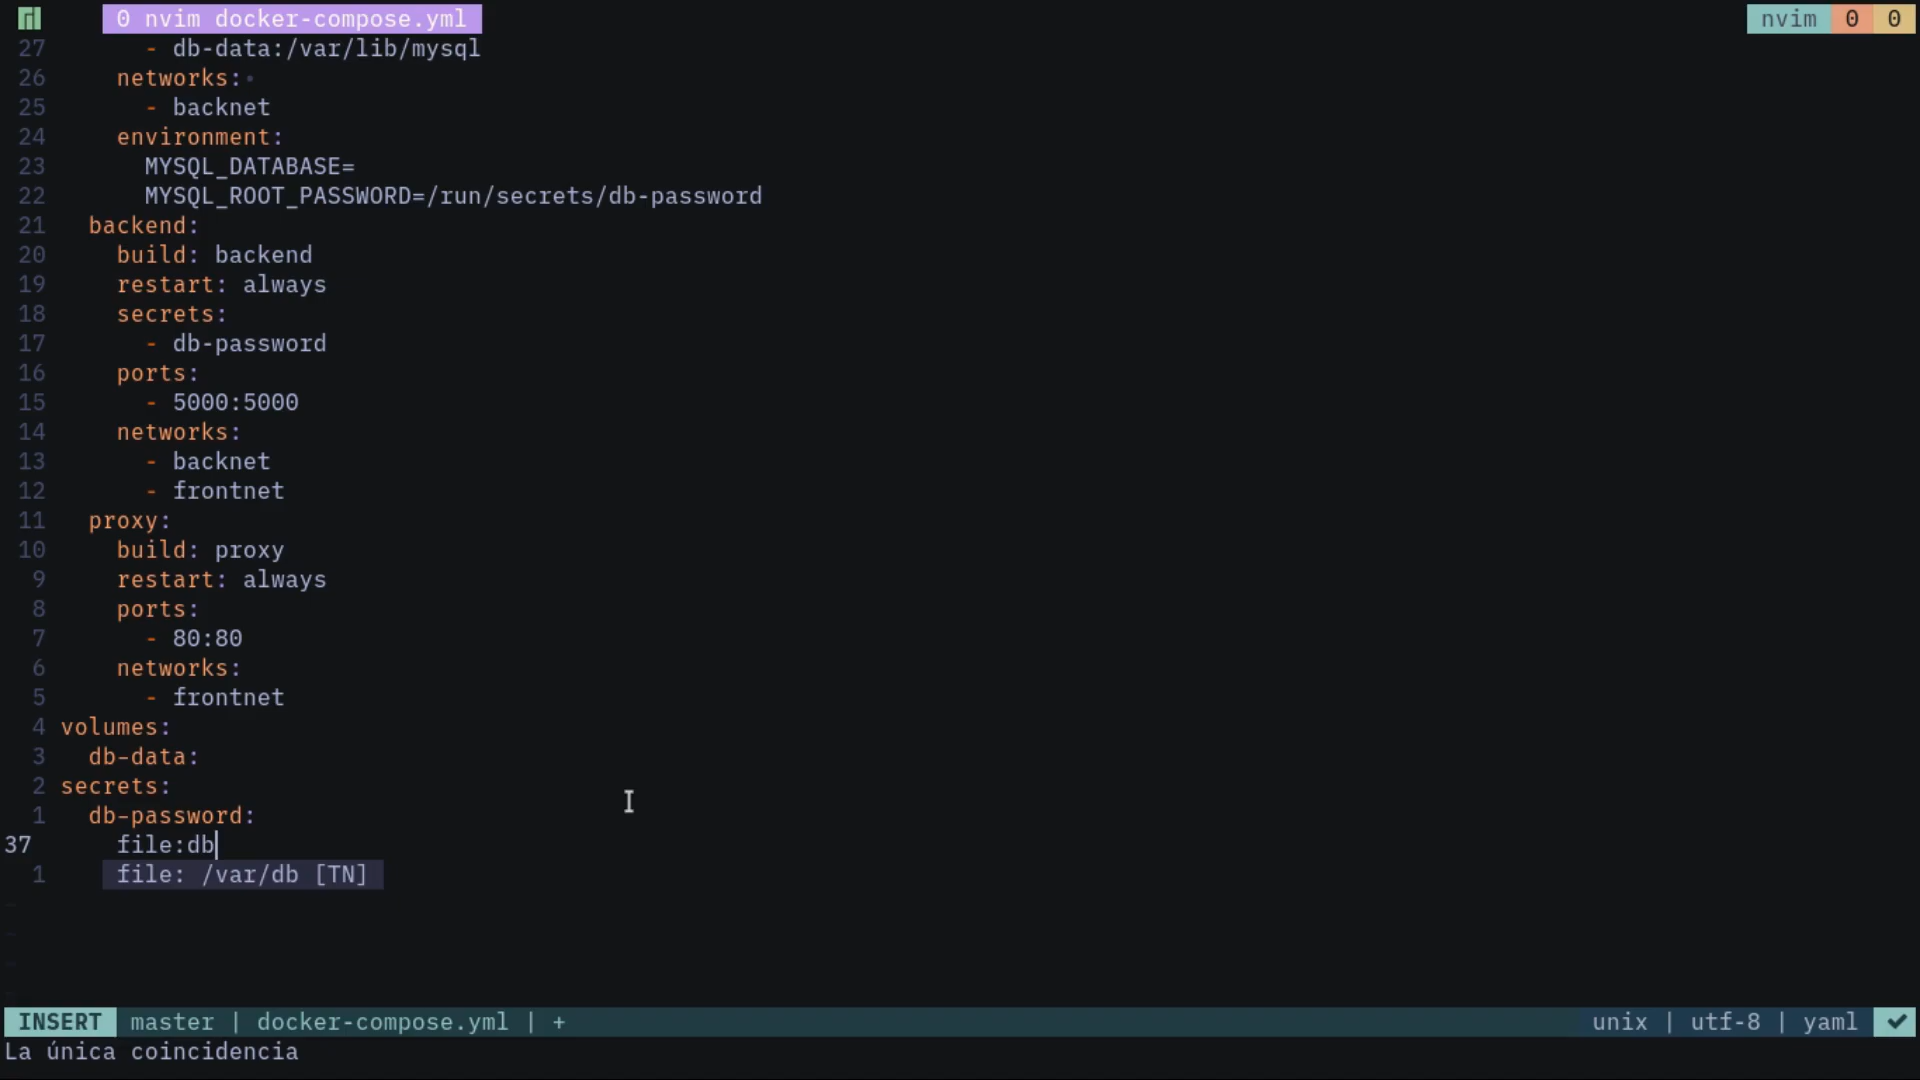 0 nvim docker-compose.yml nvim 0 0
27 - db-data:/var/lib/mysql
26 networks:
25 - backnet
24 environment:
23 MYSQL_DATABASE=
22 MYSQL_ROOT_PASSWORD=/run/secrets/db-password
21 backend:
20 build: backend
19 restart: always
18 secrets:
17 - db-password
16 ports:
15 - 5000:5000
14 networks:
13 - backnet
12 - frontnet
11 proxy:
10 build: proxy
9 restart: always
8 ports:
7 - 80:80
6 networks:
5 - frontnet
4 volumes:
3 db-data:
2 secrets:
1 db-password:
37 file:db
1 file: /var/db [TN]
~
~
~
~
INSERT master | docker-compose.yml | + unix | utf-8 | yaml ✔
La única coincidencia